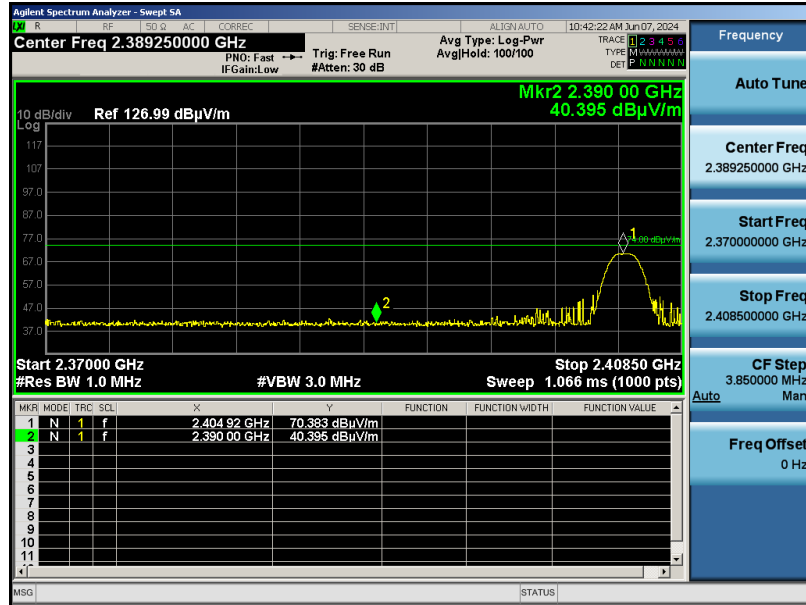 Agilent Spectrum Analyzer - Swept SA
LXI R RF 50 Ω AC CORREC SENSE:INT ALIGN AUTO 10:42:22 AM Jun 07, 2024
Center Freq 2.389250000 GHz
PNO: Fast
IFGain:Low
Trig: Free Run
#Atten: 30 dB
Avg Type: Log-Pwr
Avg|Hold: 100/100
TRACE 1 2 3 4 5 6
TYPE M WWWWW
DET P N N N N N
Mkr2 2.390 00 GHz
40.395 dBµV/m
10 dB/div Ref 126.99 dBµV/m
Log
117
107
97.0
87.0
77.0
67.0
57.0
47.0
37.0
1
74.00 dBµV/m
2
Start 2.37000 GHz Stop 2.40850 GHz
#Res BW 1.0 MHz #VBW 3.0 MHz Sweep 1.066 ms (1000 pts)
MKR MODE TRC SCL X Y FUNCTION FUNCTION WIDTH FUNCTION VALUE
1 N 1 f 2.404 92 GHz 70.383 dBµV/m
2 N 1 f 2.390 00 GHz 40.395 dBµV/m
3
4
5
6
7
8
9
10
11
MSG STATUS
Frequency
Auto Tune
Center Freq
2.389250000 GHz
Start Freq
2.370000000 GHz
Stop Freq
2.408500000 GHz
CF Step
3.850000 MHz
Auto Man
Freq Offset
0 Hz